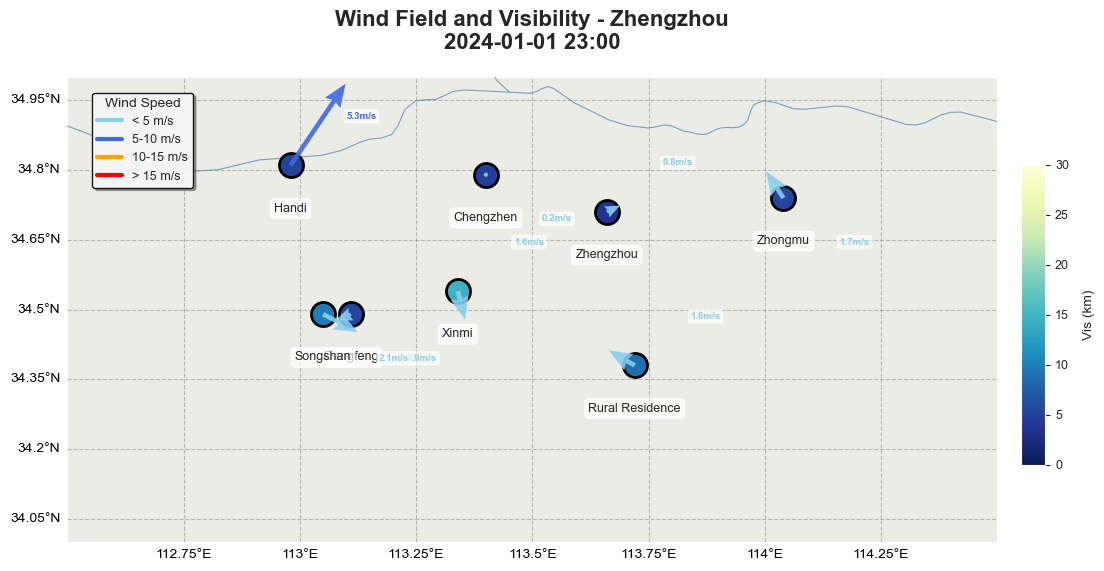 Wind Field and Visibility - Zhengzhou
2024-01-01 23:00
34.95°N
34.8°N
34.65°N
34.5°N
34.35°N
34.2°N
34.05°N
Wind Speed
< 5 m/s
5-10 m/s
10-15 m/s
> 15 m/s
5.3m/s
Handi
Chengzhen
0.2m/s
0.8m/s
Zhengzhou
1.6m/s
Zhongmu
1.7m/s
Xinmi
1.6m/s
Songshan
feng
2.1m/s
.9m/s
Rural Residence
112.75°E
113°E
113.25°E
113.5°E
113.75°E
114°E
114.25°E
30
25
20
15
10
5
0
Vis (km)